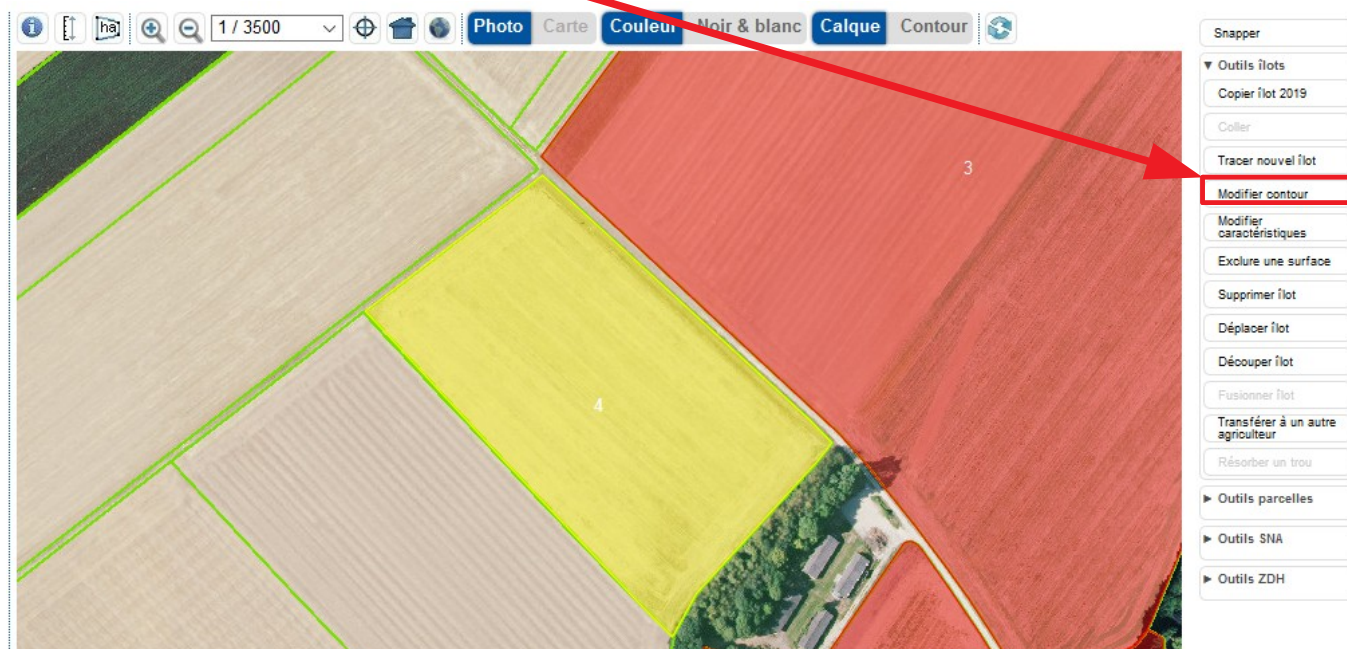 ha
1 / 3500
Photo
Carte
Couleur
Noir & blanc
Calque
Contour
Snapper
▼ Outils îlots
Copier îlot 2019
Coller
Tracer nouvel îlot
Modifier contour
Modifier
caractéristiques
Exclure une surface
Supprimer îlot
Déplacer îlot
Découper îlot
Fusionner îlot
Transférer à un autre
agriculteur
Résorber un trou
► Outils parcelles
► Outils SNA
► Outils ZDH
3
4